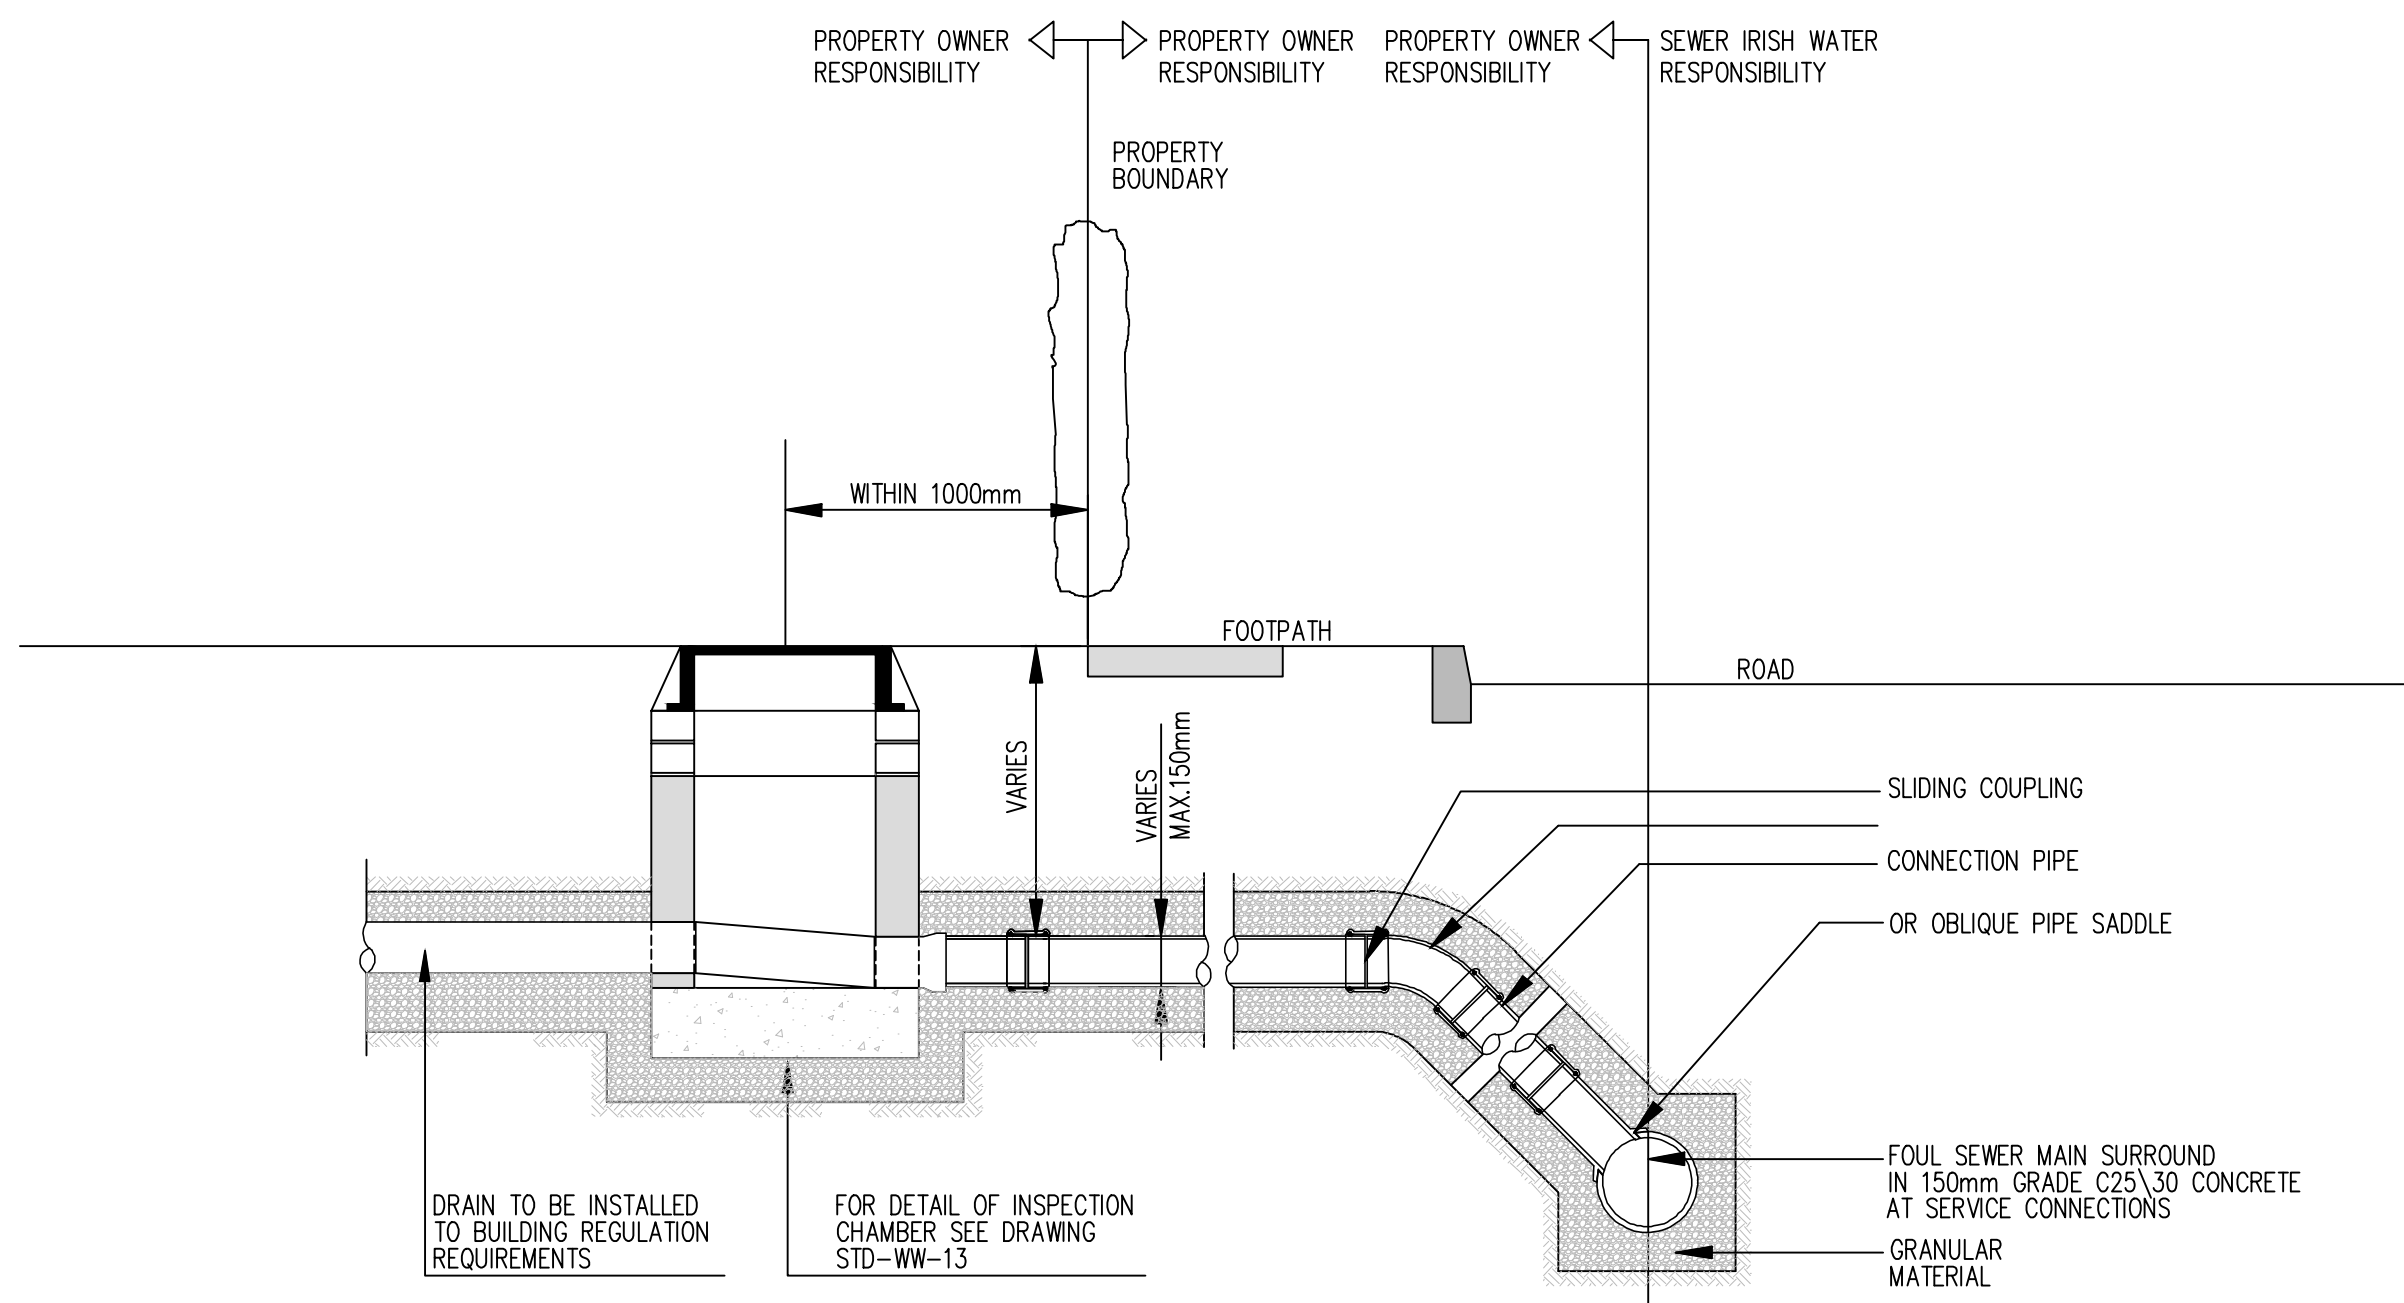 PROPERTY OWNER
RESPONSIBILITY
PROPERTY OWNER
RESPONSIBILITY
PROPERTY OWNER
RESPONSIBILITY
SEWER IRISH WATER
RESPONSIBILITY
PROPERTY
BOUNDARY
WITHIN 1000mm
FOOTPATH
ROAD
VARIES
VARIES
MAX.150mm
SLIDING COUPLING
CONNECTION PIPE
OR OBLIQUE PIPE SADDLE
FOUL SEWER MAIN SURROUND
IN 150mm GRADE C25\30 CONCRETE
AT SERVICE CONNECTIONS
GRANULAR
MATERIAL
DRAIN TO BE INSTALLED
TO BUILDING REGULATION
REQUIREMENTS
FOR DETAIL OF INSPECTION
CHAMBER SEE DRAWING
STD-WW-13